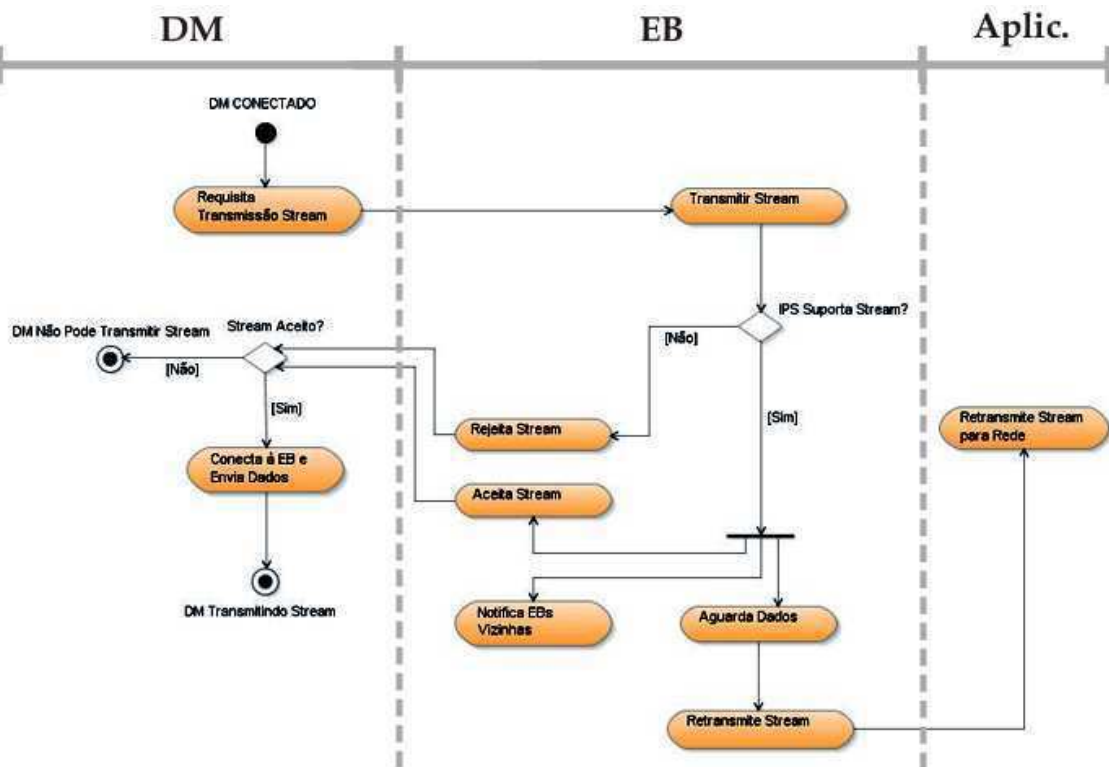 DM
EB
Aplic.
DM CONECTADO
Requisita
Transmissão Stream
Transmitir Stream
IPS Suporta Stream?
DM Não Pode Transmitir Stream
Stream Aceito?
[Não]
[Não]
[Sim]
[Sim]
Rejeita Stream
Retransmite Stream
para Rede
Conecta à EB e
Envia Dados
Aceita Stream
DM Transmitindo Stream
Notifica EBs
Vizinhas
Aguarda Dados
Retransmite Stream